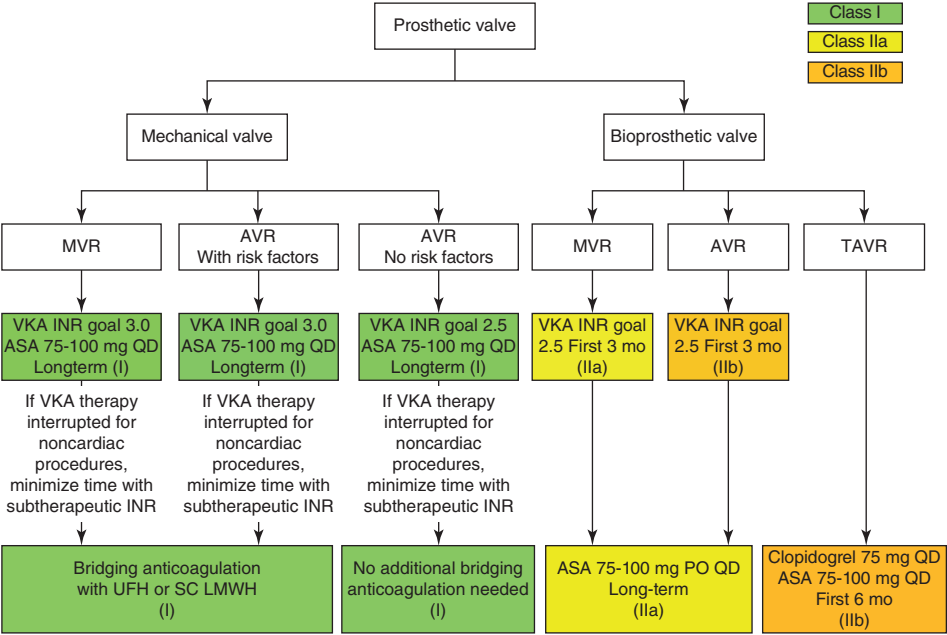 Prosthetic valve
Class I
Class IIa
Class IIb
Mechanical valve
Bioprosthetic valve
MVR
AVR
With risk factors
AVR
No risk factors
MVR
AVR
TAVR
VKA INR goal 3.0
ASA 75-100 mg QD
Longterm (I)
VKA INR goal 3.0
ASA 75-100 mg QD
Longterm (I)
VKA INR goal 2.5
ASA 75-100 mg QD
Longterm (I)
VKA INR goal
2.5 First 3 mo
(IIa)
VKA INR goal
2.5 First 3 mo
(IIb)
If VKA therapy
interrupted for
noncardiac
procedures,
minimize time with
subtherapeutic INR
If VKA therapy
interrupted for
noncardiac
procedures,
minimize time with
subtherapeutic INR
If VKA therapy
interrupted for
noncardiac
procedures,
minimize time with
subtherapeutic INR
Bridging anticoagulation
with UFH or SC LMWH
(I)
No additional bridging
anticoagulation needed
(I)
ASA 75-100 mg PO QD
Long-term
(IIa)
Clopidogrel 75 mg QD
ASA 75-100 mg QD
First 6 mo
(IIb)